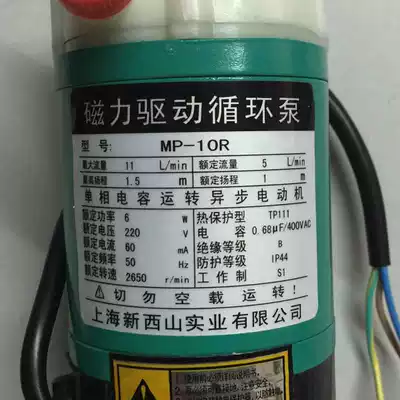 磁力驱动循环泵
型号: MP-10R
最大流量 11 L/min 额定流量 5 L/min
最高扬程 1.5 m 额定扬程 1 m
单相电容运转异步电动机
额定功率 6 W 热保护型 TP111
额定电压 220 V 电容 0.68μF/400VAC
额定电流 60 mA 绝缘等级 B
额定频率 50 Hz 防护等级 IP44
额定转速 2650 r/min 工作制 S1
⚠切勿空载运转!
上海新西山实业有限公司